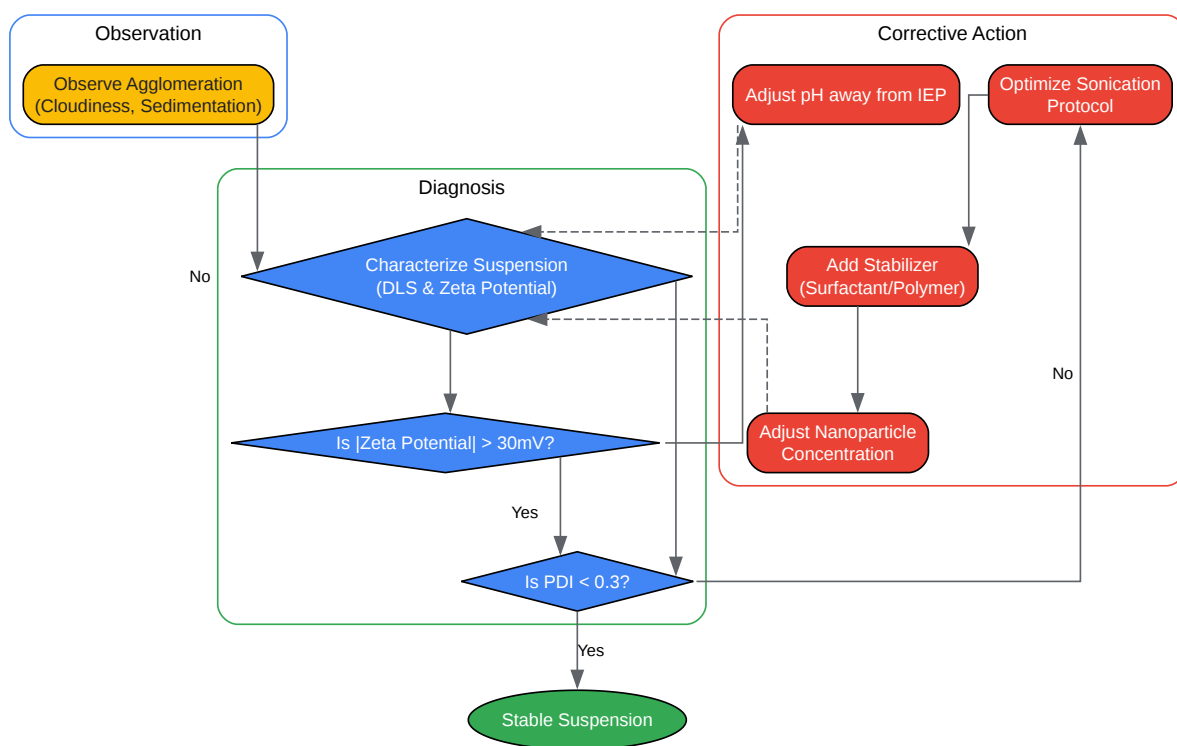 Observation
Observe Agglomeration
(Cloudiness, Sedimentation)
Corrective Action
Adjust pH away from IEP
Optimize Sonication
Protocol
Diagnosis
Characterize Suspension
(DLS & Zeta Potential)
No
Add Stabilizer
(Surfactant/Polymer)
No
Is |Zeta Potential| > 30mV?
Adjust Nanoparticle
Concentration
Yes
Is PDI < 0.3?
Yes
Stable Suspension